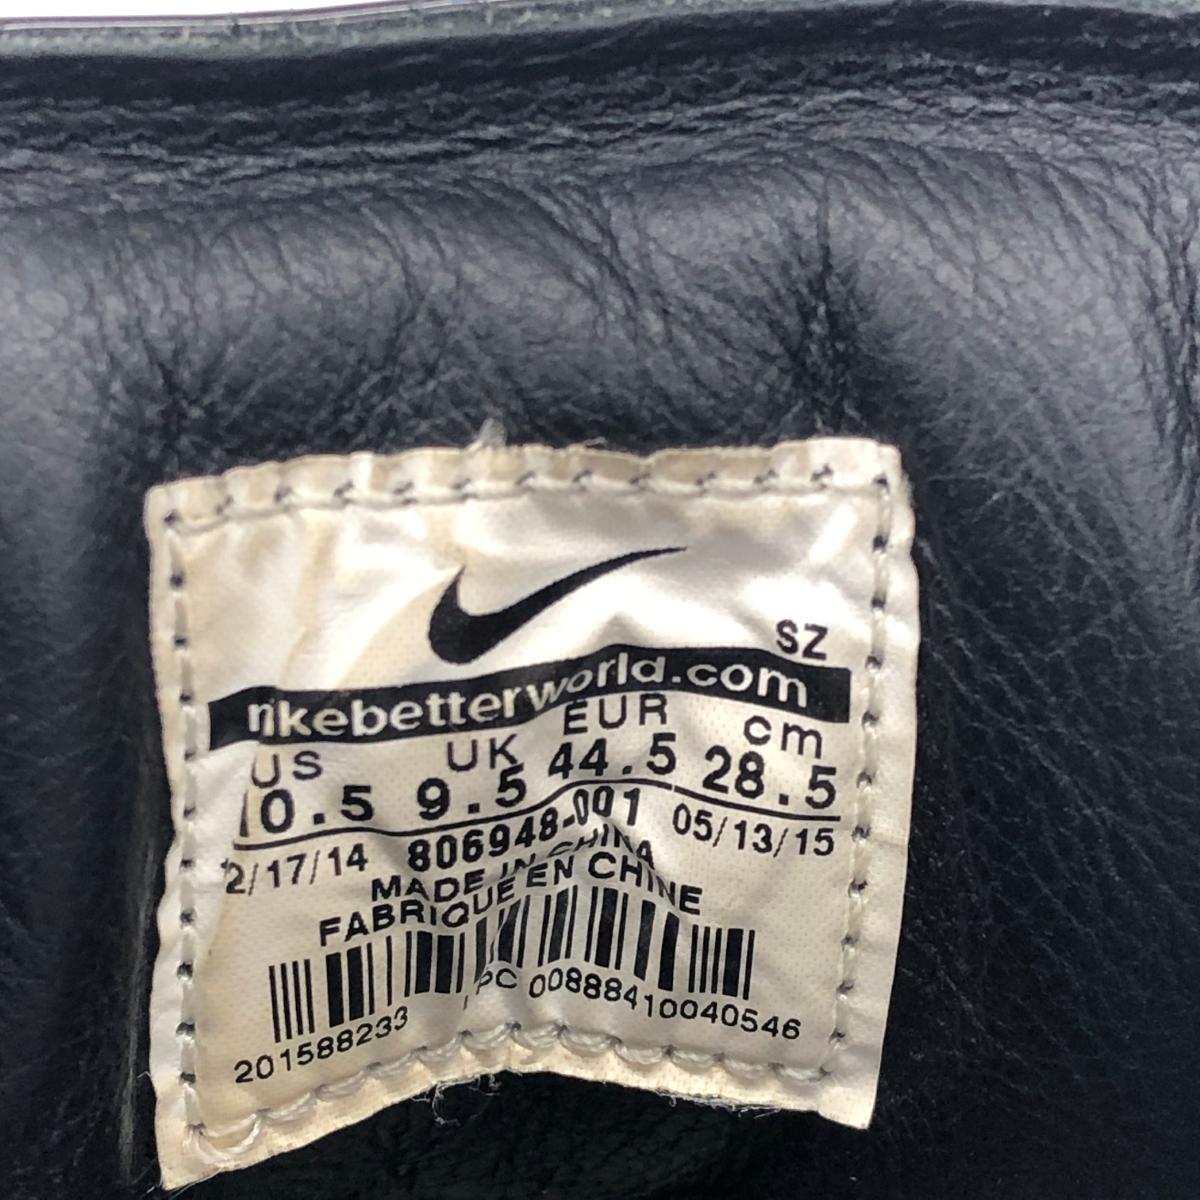 SZ
nikebetterworld.com
US UK EUR cm
10.5 9.5 44.5 28.5
12/17/14 806948-001 05/13/15
MADE IN CHINA
FABRIQUE EN CHINE
201588233 UPC 00888410040546